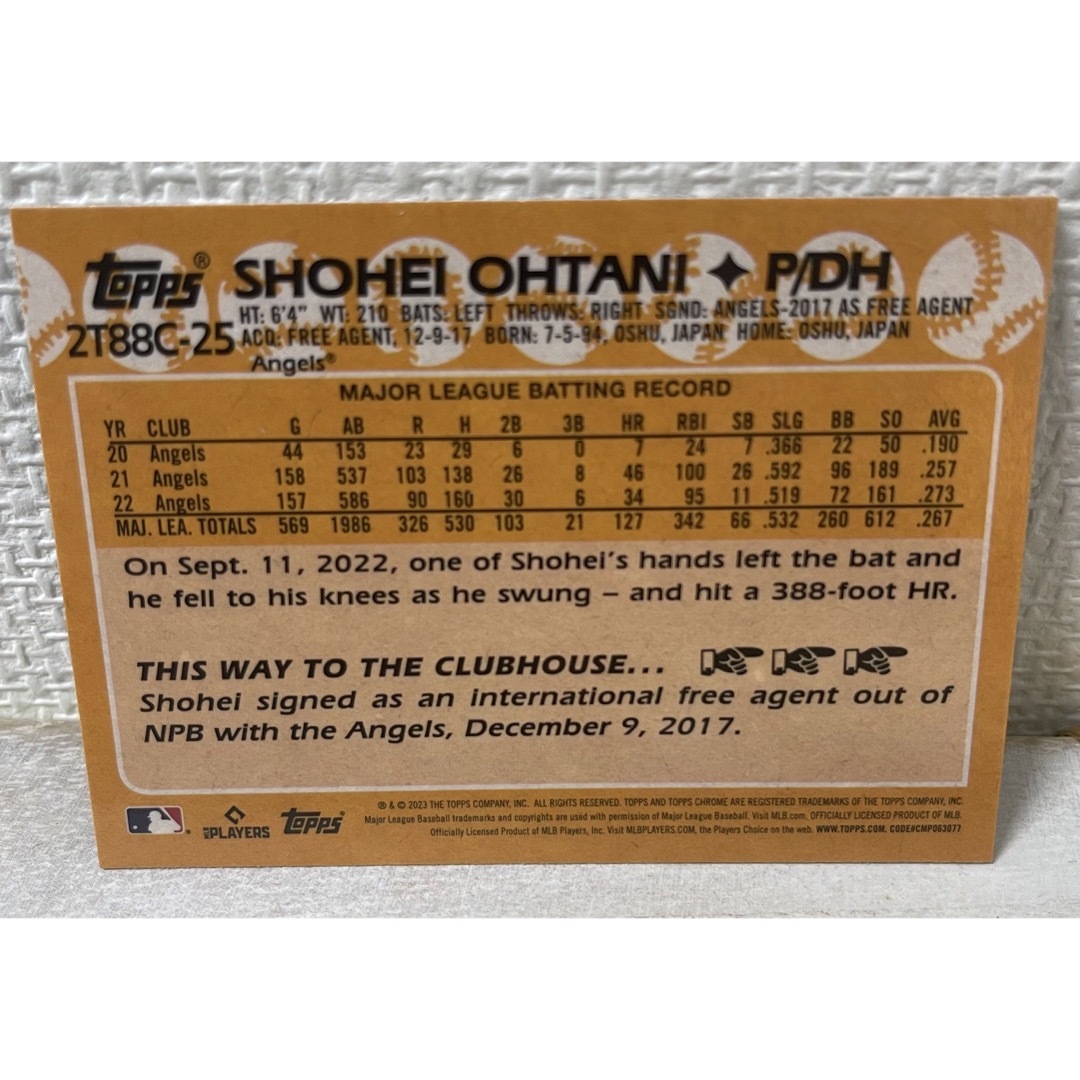 topps® SHOHEI OHTANI ✦ P/DH
HT: 6'4" WT: 210 BATS: LEFT THROWS: RIGHT SGND: ANGELS-2017 AS FREE AGENT
2T88C-25 ACQ: FREE AGENT, 12-9-17 BORN: 7-5-94, OSHU, JAPAN HOME: OSHU, JAPAN
Angels®
MAJOR LEAGUE BATTING RECORD
YR CLUB G AB R H 2B 3B HR RBI SB SLG BB SO AVG
20 Angels 44 153 23 29 6 0 7 24 7 .366 22 50 .190
21 Angels 158 537 103 138 26 8 46 100 26 .592 96 189 .257
22 Angels 157 586 90 160 30 6 34 95 11 .519 72 161 .273
MAJ. LEA. TOTALS 569 1986 326 530 103 21 127 342 66 .532 260 612 .267
On Sept. 11, 2022, one of Shohei's hands left the bat and
he fell to his knees as he swung – and hit a 388-foot HR.
THIS WAY TO THE CLUBHOUSE...
Shohei signed as an international free agent out of
NPB with the Angels, December 9, 2017.
® & © 2023 THE TOPPS COMPANY, INC. ALL RIGHTS RESERVED. TOPPS AND TOPPS CHROME ARE REGISTERED TRADEMARKS OF THE TOPPS COMPANY, INC.
Major League Baseball trademarks and copyrights are used with permission of Major League Baseball. Visit MLB.com. OFFICIALLY LICENSED PRODUCT OF MLB
Officially Licensed Product of MLB Players, Inc. Visit MLBPLAYERS.COM, the Players Choice on the web. WWW.TOPPS.COM. CODE#CMP063077
MLB PLAYERS topps